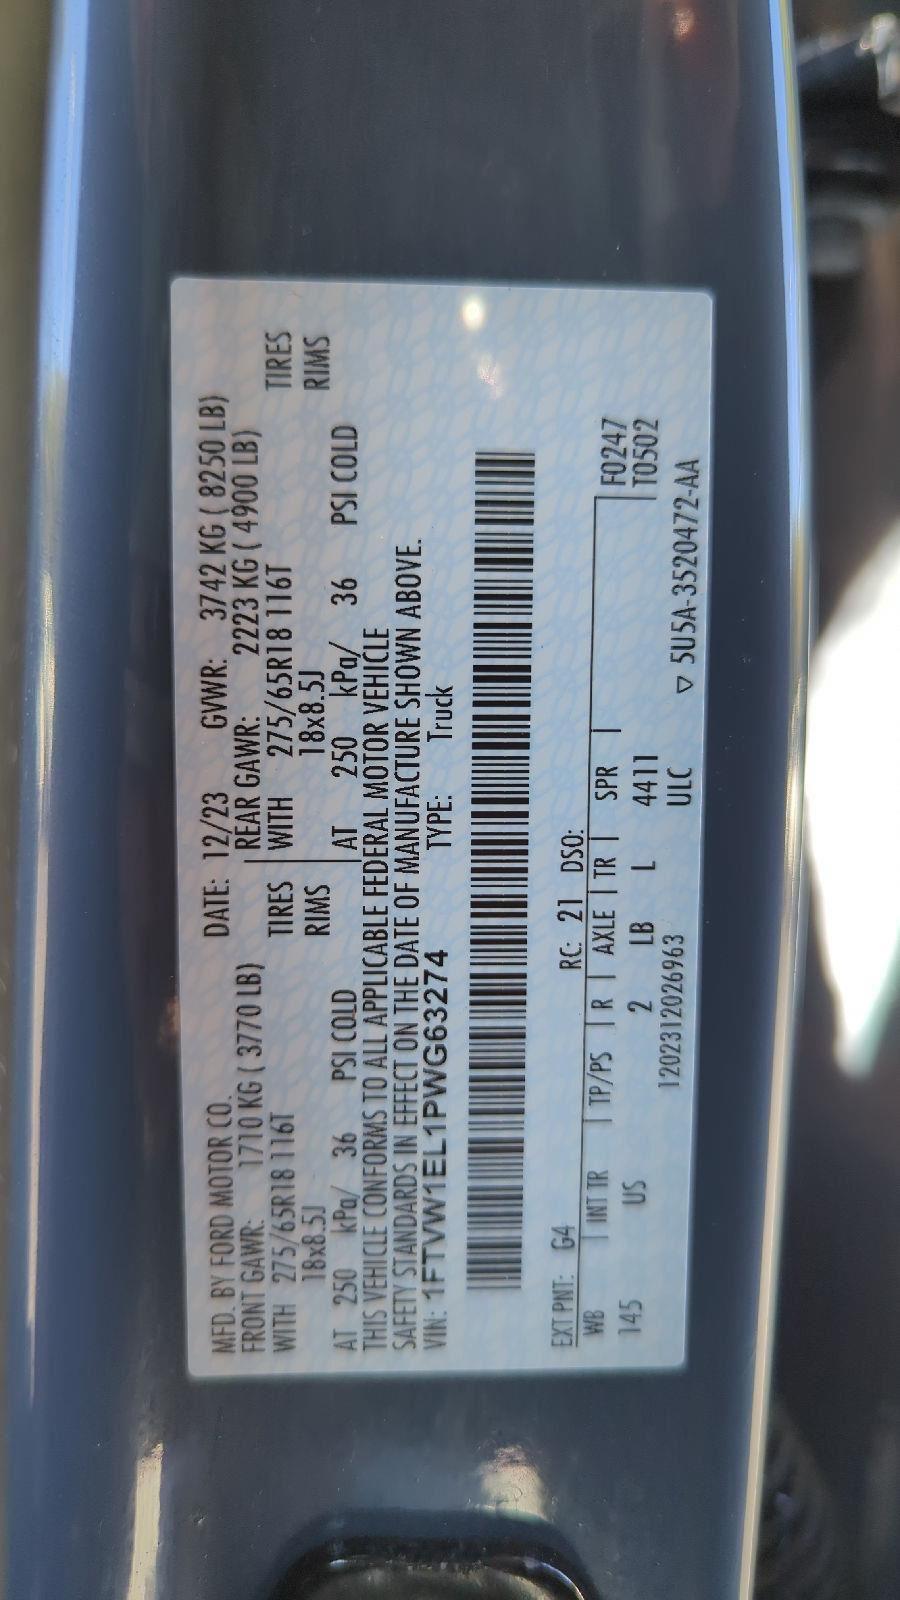 MFD. BY FORD MOTOR CO. DATE: 12/23 GVWR: 3742 KG ( 8250 LB)
FRONT GAWR: 1710 KG ( 3770 LB) REAR GAWR: 2223 KG ( 4900 LB)
WITH 275/65R18 116T TIRES WITH 275/65R18 116T TIRES
18x8.5J RIMS 18x8.5J RIMS
AT 250 kPa/ 36 PSI COLD AT 250 kPa/ 36 PSI COLD
THIS VEHICLE CONFORMS TO ALL APPLICABLE FEDERAL MOTOR VEHICLE
SAFETY STANDARDS IN EFFECT ON THE DATE OF MANUFACTURE SHOWN ABOVE.
VIN: 1FTVW1EL1PWG63274 TYPE: Truck
EXT PNT: G4 RC: 21 DSO:
WB INT TR TP/PS R AXLE TR SPR F0247
145 US 2 LB L 4411 T0502
1202312026963 ULC ▽ 5U5A-3520472-AA